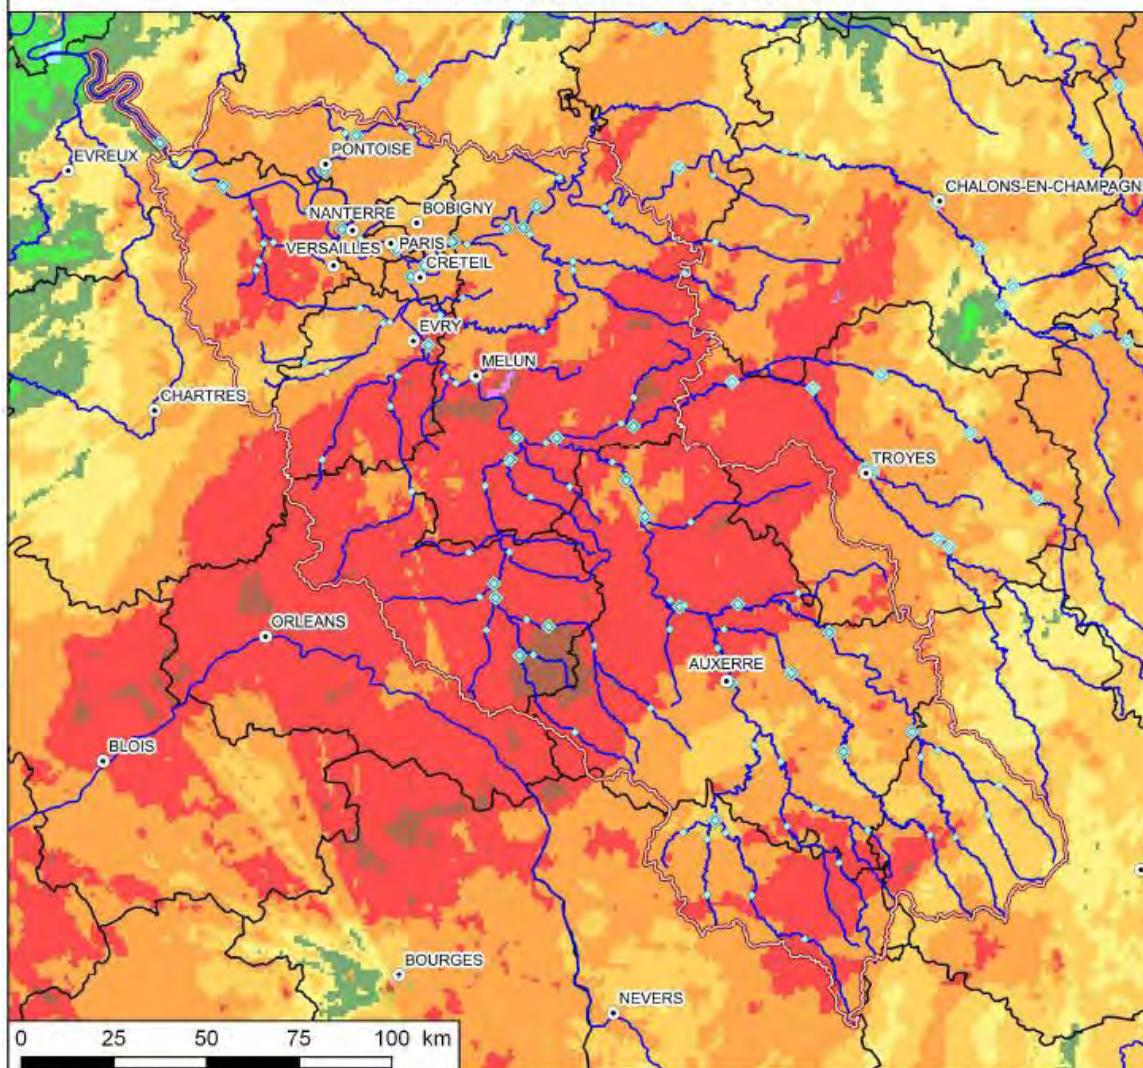 EVREUX
PONTOISE
CHALONS-EN-CHAMPAGN
NANTERRE
BOBIGNY
VERSAILLES
PARIS
CRETEIL
EVRY
MELUN
CHARTRES
TROYES
ORLEANS
AUXERRE
BLOIS
BOURGES
NEVERS
0 25 50 75 100 km